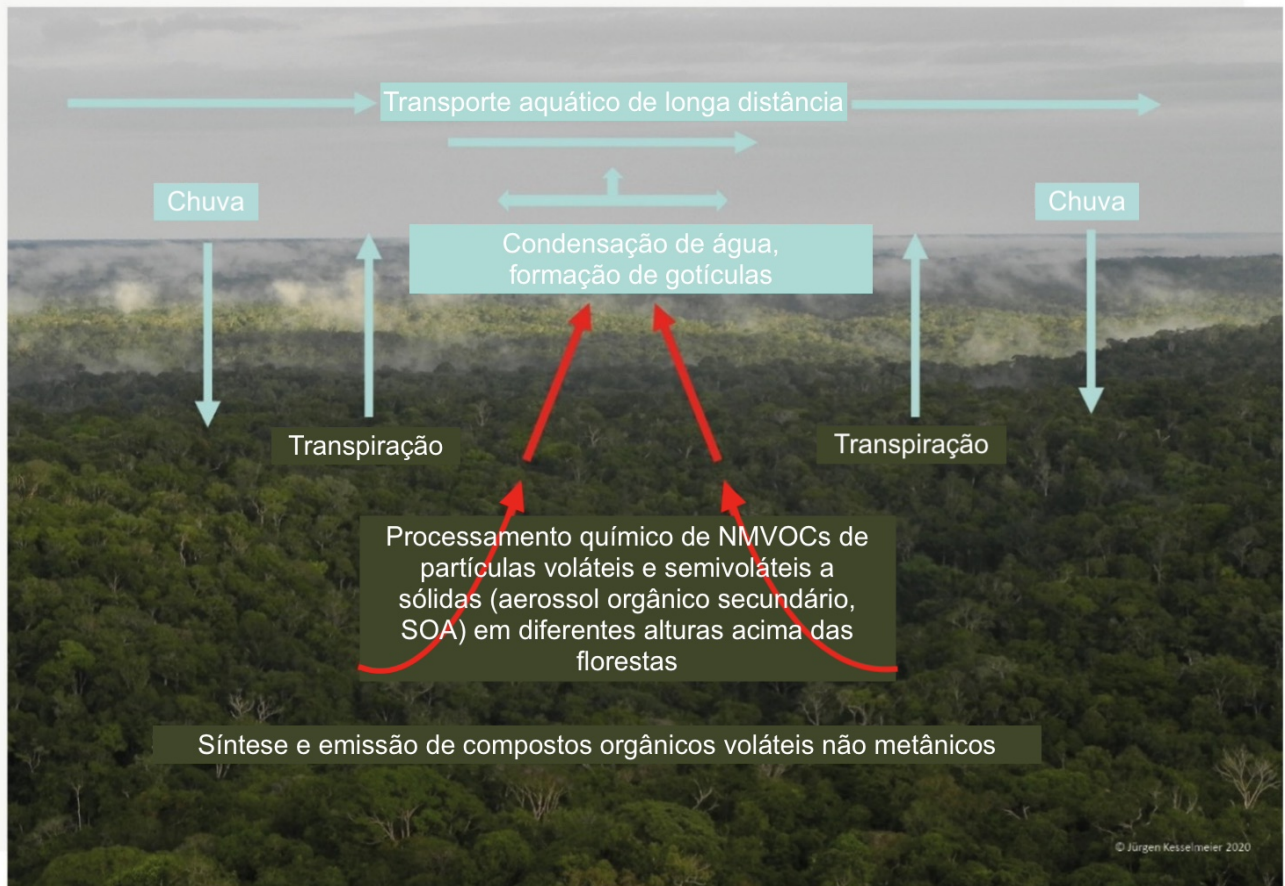 Transporte aquático de longa distância
Chuva
Chuva
Condensação de água,
formação de gotículas
Transpiração
Transpiração
Processamento químico de NMVOCs de
partículas voláteis e semivoláteis a
sólidas (aerossol orgânico secundário,
SOA) em diferentes alturas acima das
florestas
Síntese e emissão de compostos orgânicos voláteis não metânicos
© Jürgen Kesselmeier 2020